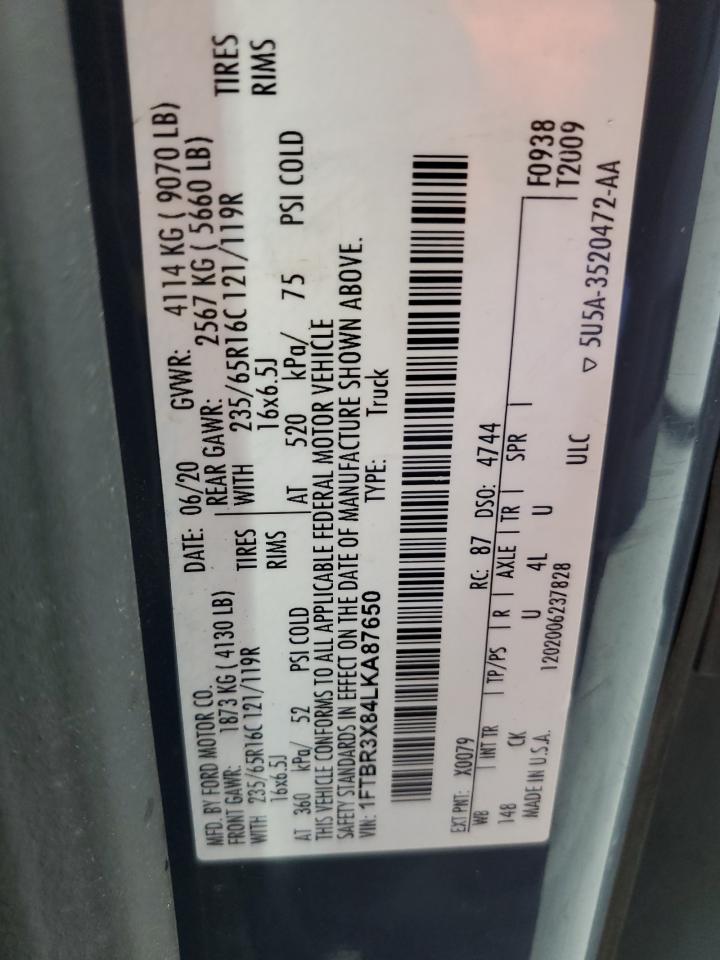 MFD. BY FORD MOTOR CO. DATE: 06/20 GVWR: 4114 KG ( 9070 LB)
FRONT GAWR: 1873 KG ( 4130 LB) REAR GAWR: 2567 KG ( 5660 LB)
WITH 235/65R16C 121/119R TIRES WITH 235/65R16C 121/119R TIRES
16x6.5J RIMS 16x6.5J RIMS
AT 360 kPa/ 52 PSI COLD AT 520 kPa/ 75 PSI COLD
THIS VEHICLE CONFORMS TO ALL APPLICABLE FEDERAL MOTOR VEHICLE
SAFETY STANDARDS IN EFFECT ON THE DATE OF MANUFACTURE SHOWN ABOVE.
VIN: 1FTBR3X84LKA87650 TYPE: Truck
F0938
T2009
EXT PNT: X0079 RC: 87 DSO: 4744
WB INT TR TP/PS R AXLE TR SPR
148 CK U 4L U ULC
MADE IN U.S.A. 1202006237828 ▽ 5U5A-3520472-AA